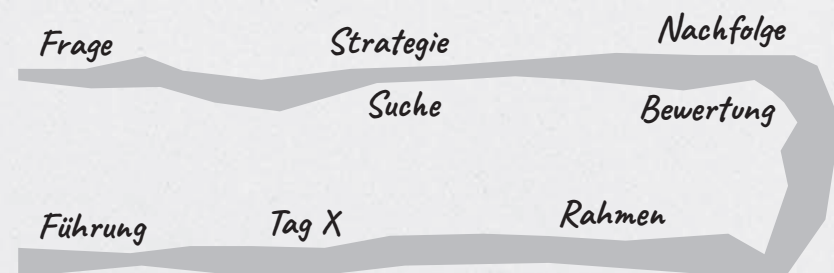 Frage
Strategie
Nachfolge
Suche
Bewertung
Führung
Tag X
Rahmen